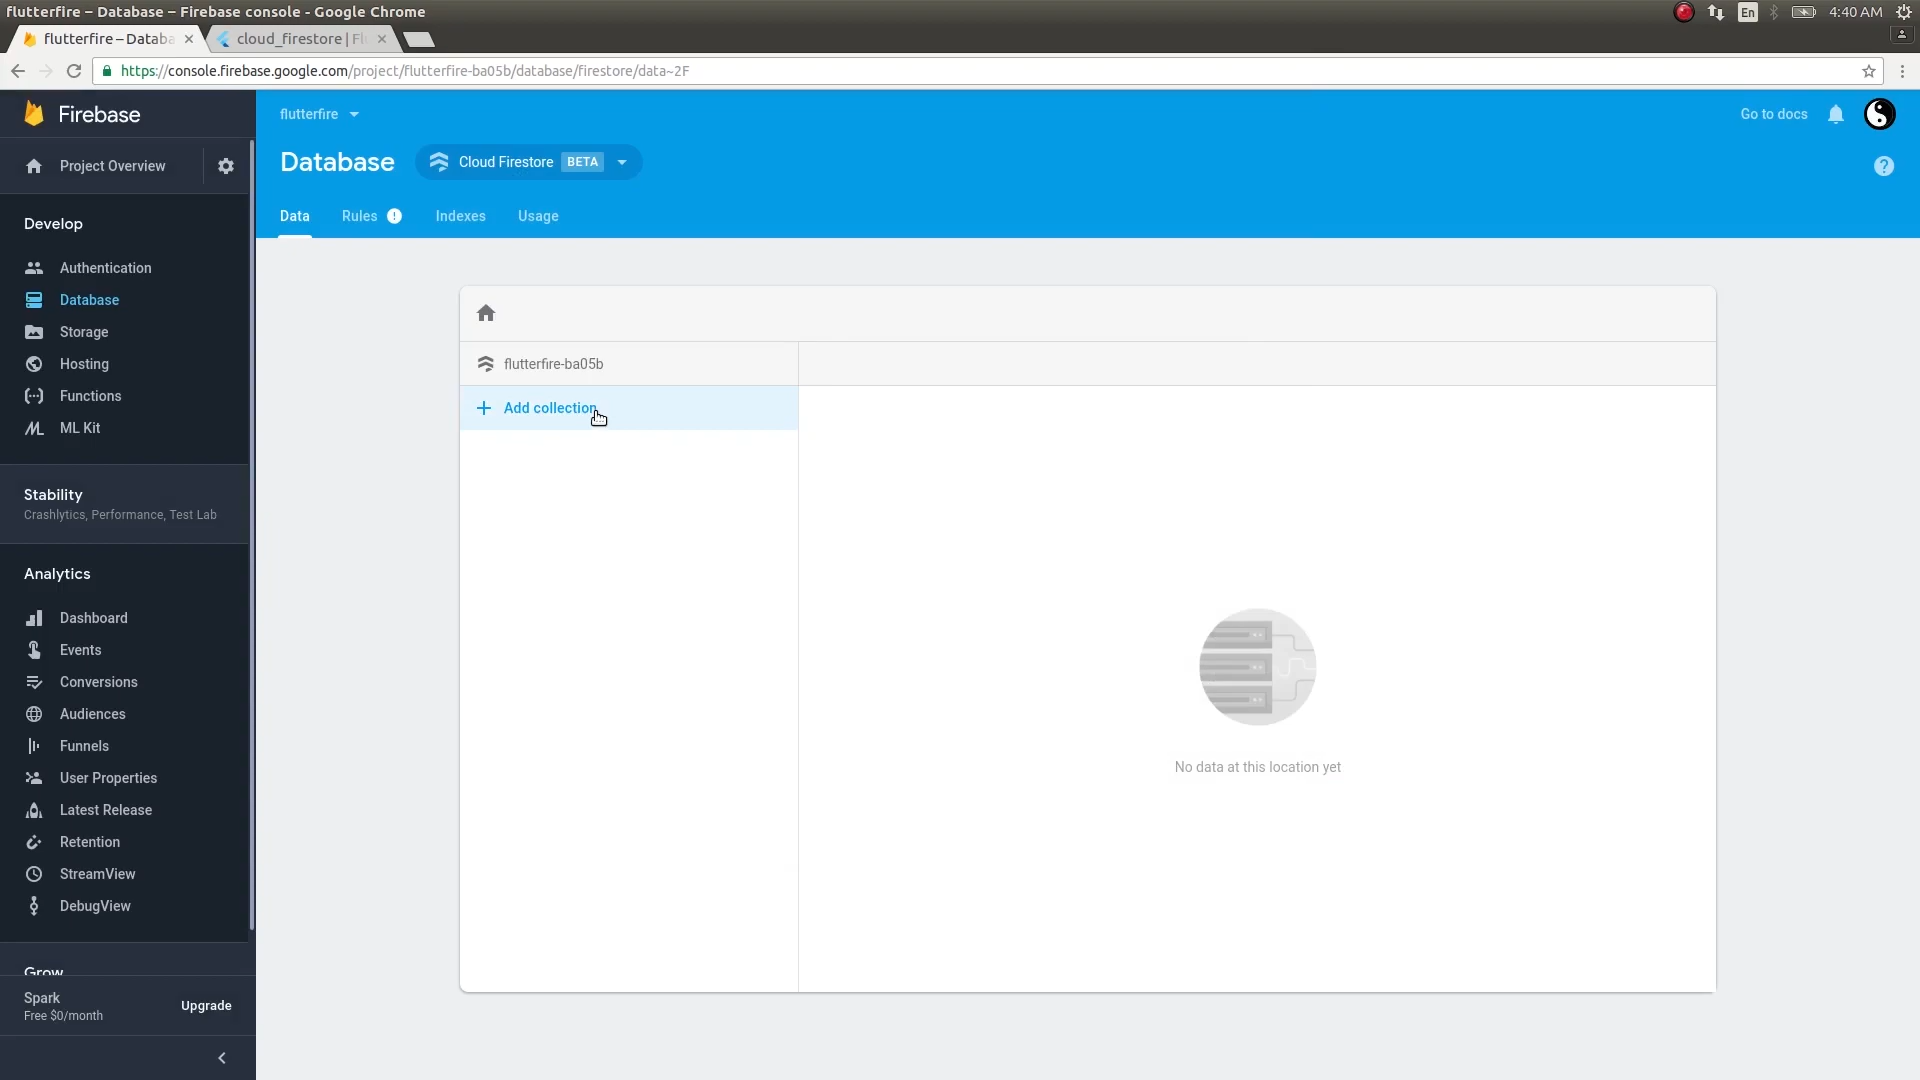 flutterfire – Database – Firebase console - Google Chrome
En
4:40 AM
flutterfire – Databa
cloud_firestore | Fl
https://console.firebase.google.com/project/flutterfire-ba05b/database/firestore/data~2F
Firebase
flutterfire
Go to docs
Project Overview
Database
Cloud Firestore BETA
Data
Rules
Indexes
Usage
Develop
Authentication
Database
Storage
Hosting
Functions
ML Kit
flutterfire-ba05b
Add collection
No data at this location yet
Stability
Crashlytics, Performance, Test Lab
Analytics
Dashboard
Events
Conversions
Audiences
Funnels
User Properties
Latest Release
Retention
StreamView
DebugView
Grow
Spark
Free $0/month
Upgrade